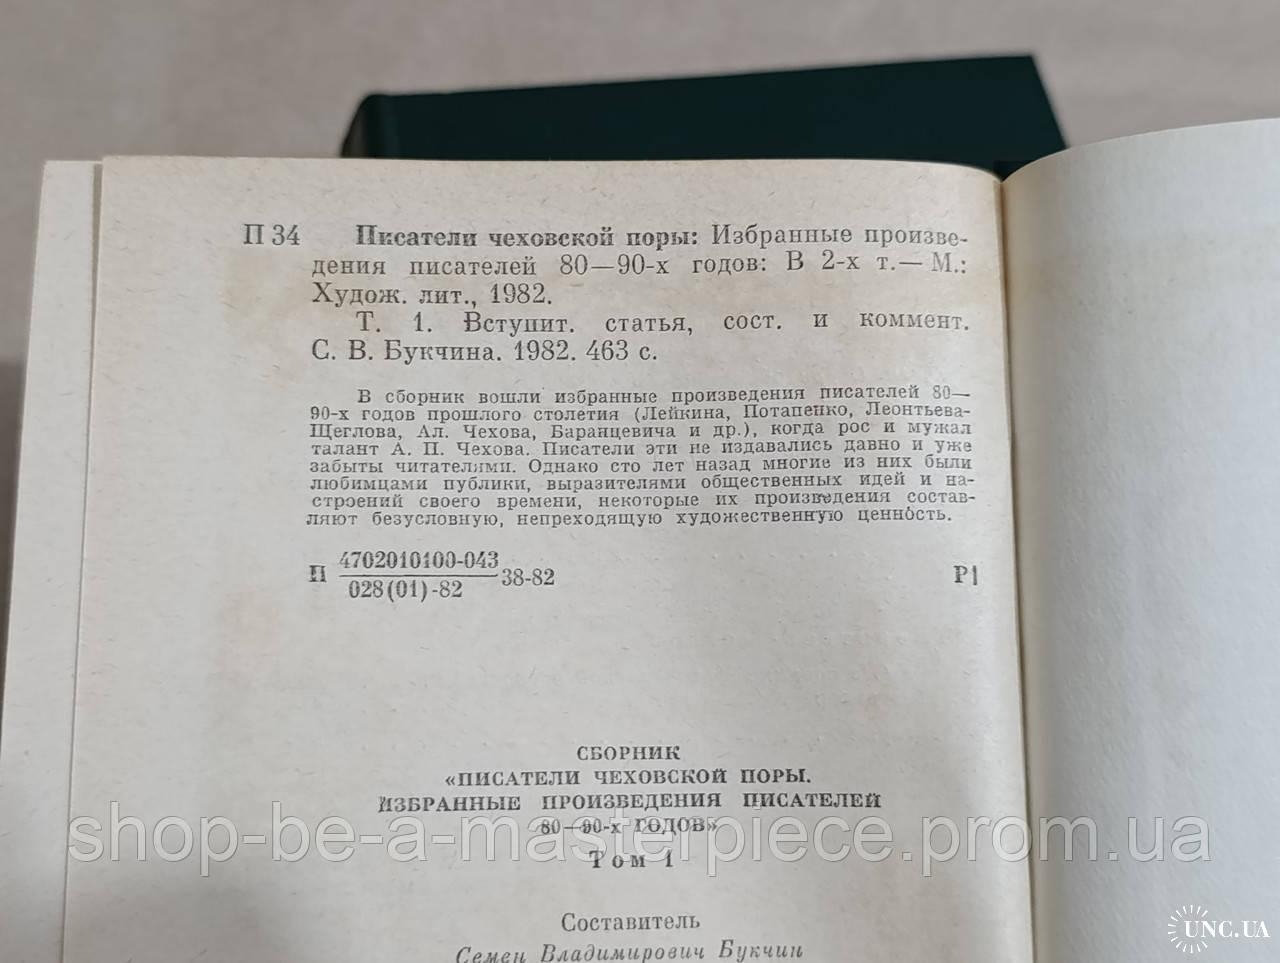 П 34 Писатели чеховской поры: Избранные произве-
дения писателей 80—90-х годов: В 2-х т.— М.:
Худож. лит., 1982.
Т. 1. Вступит. статья, сост. и коммент.
С. В. Букчина. 1982. 463 с.
В сборник вошли избранные произведения писателей 80—
90-х годов прошлого столетия (Лейкина, Потапенко, Леонтьева-
Щеглова, Ал. Чехова, Баранцевича и др.), когда рос и мужал
талант А. П. Чехова. Писатели эти не издавались давно и уже
забыты читателями. Однако сто лет назад многие из них были
любимцами публики, выразителями общественных идей и на-
строений своего времени, некоторые их произведения состав-
ляют безусловную, непреходящую художественную ценность.
П 4702010100-043
028(01)-82 38-82 Р1
СБОРНИК
«ПИСАТЕЛИ ЧЕХОВСКОЙ ПОРЫ.
ИЗБРАННЫЕ ПРОИЗВЕДЕНИЯ ПИСАТЕЛЕЙ
80—90-х ГОДОВ»
shop-be-a-masterpiece.prom.ua
Том 1
Составитель
UNC.UA
Семен Владимирович Букчин